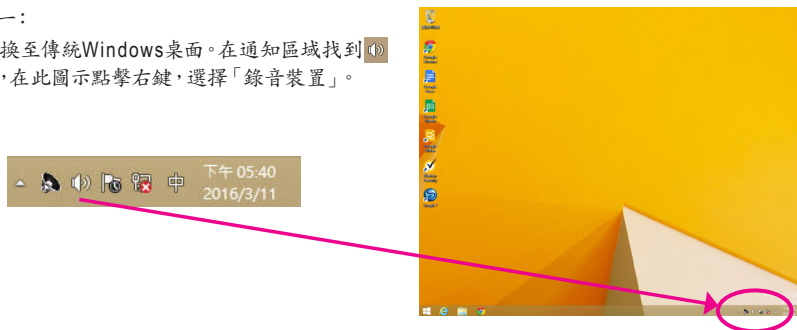 一：
換至傳統Windows桌面。在通知區域找到
，在此圖示點擊右鍵，選擇「錄音裝置」。
中
下午 05:40
2016/3/11